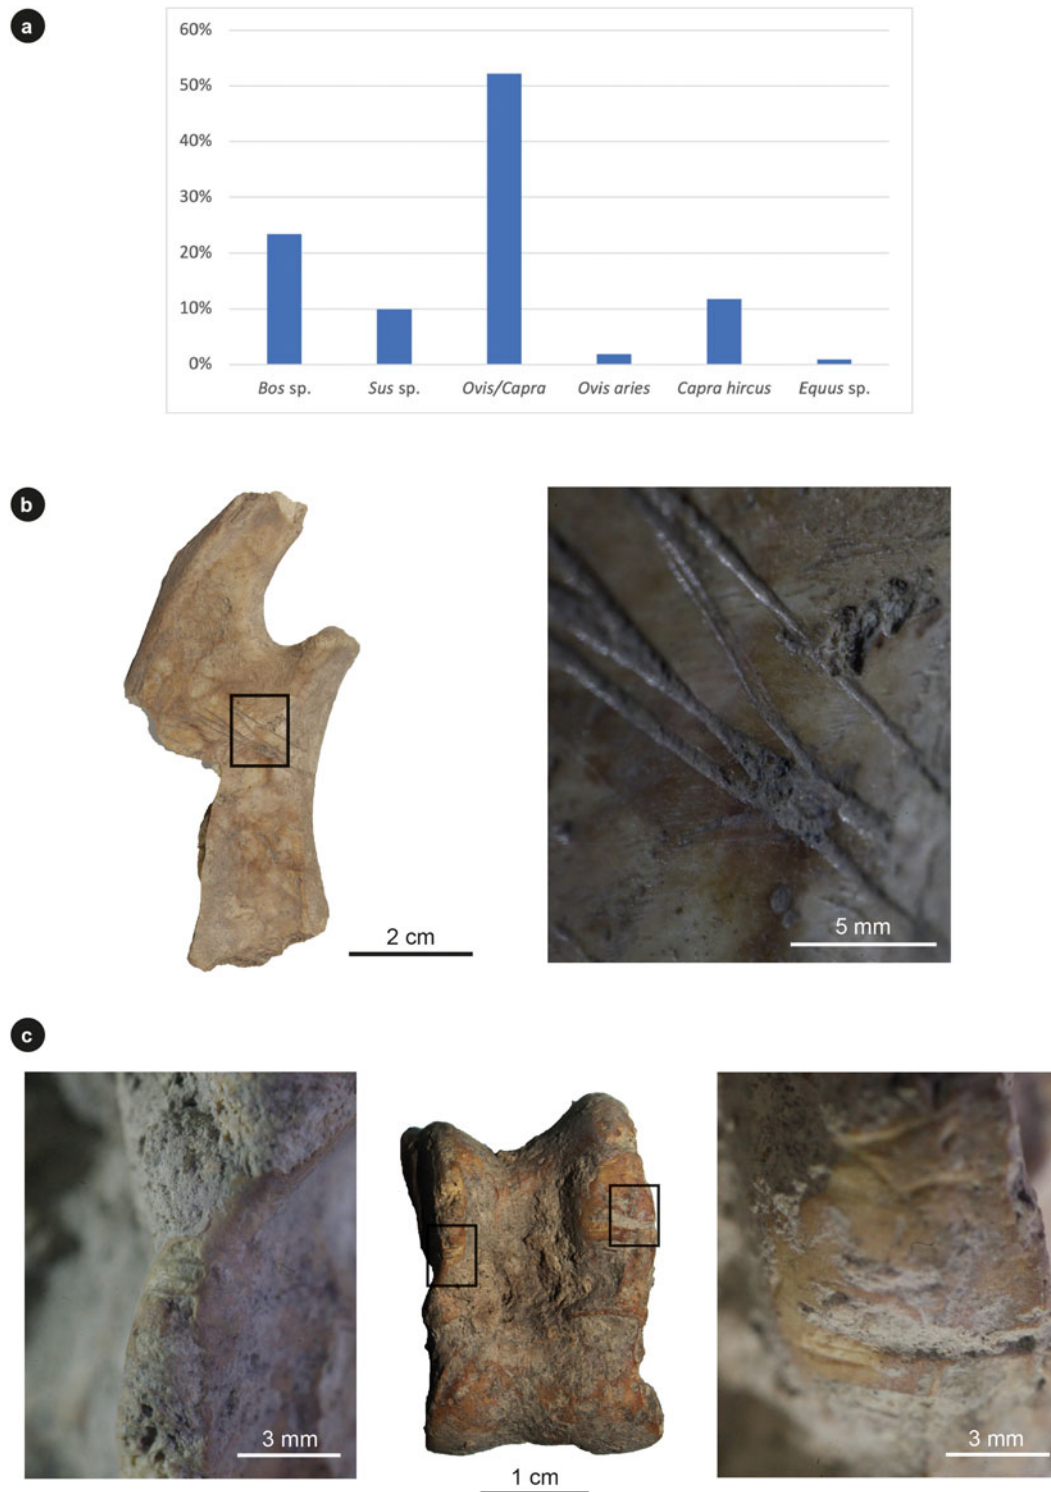 a
60%
50%
40%
30%
20%
10%
0%
Bos sp. Sus sp. Ovis/Capra Ovis aries Capra hircus Equus sp.
b
2 cm
5 mm
c
3 mm
3 mm
1 cm